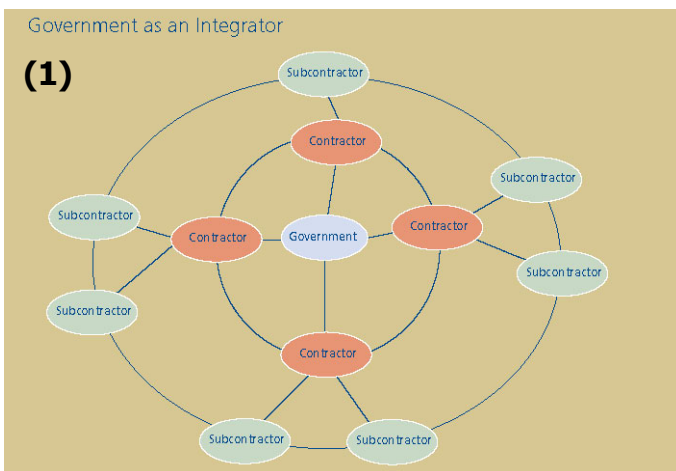 Government as an Integrator
(1)
Subcontractor
Contractor
Subcontractor
Subcontractor
Contractor
Government
Contractor
Subcontractor
Subcontractor
Contractor
Subcontractor
Subcontractor